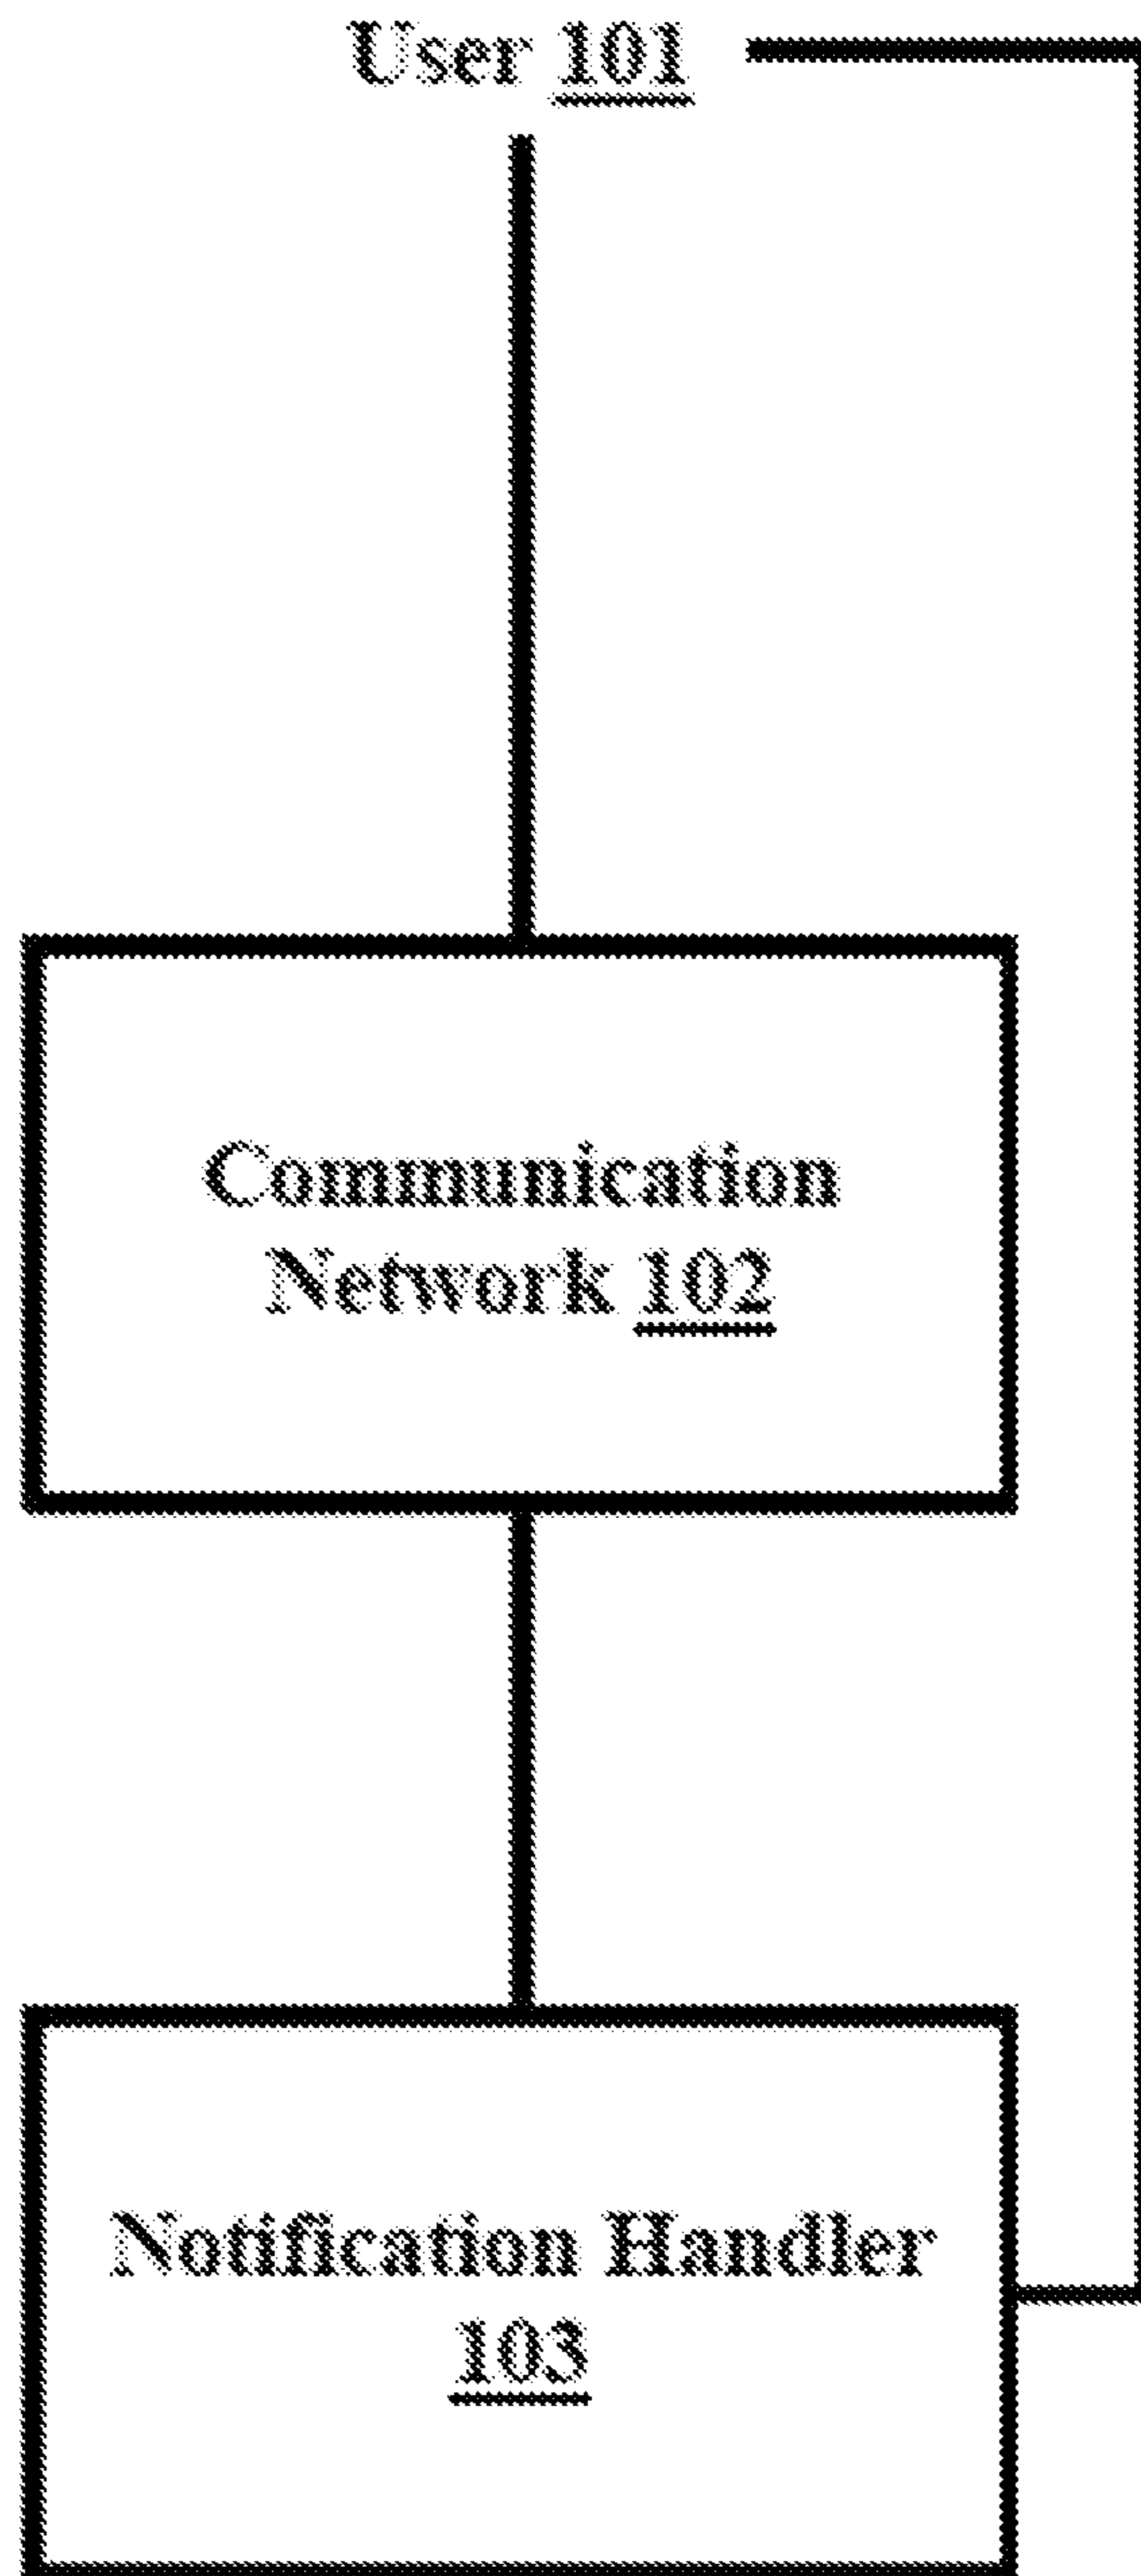 User 101
Communication
Network 102
Notification Handler
103